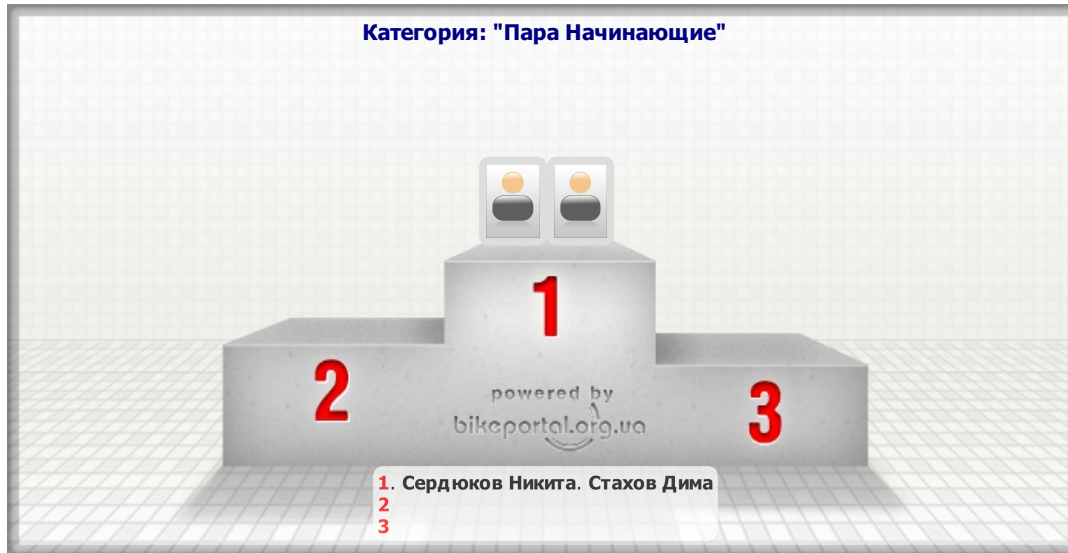 Категория: "Пара Начинающие"
1
2
3
powered by
bikeportal.org.ua
1. Сердюков Никита. Стахов Дима
2
3